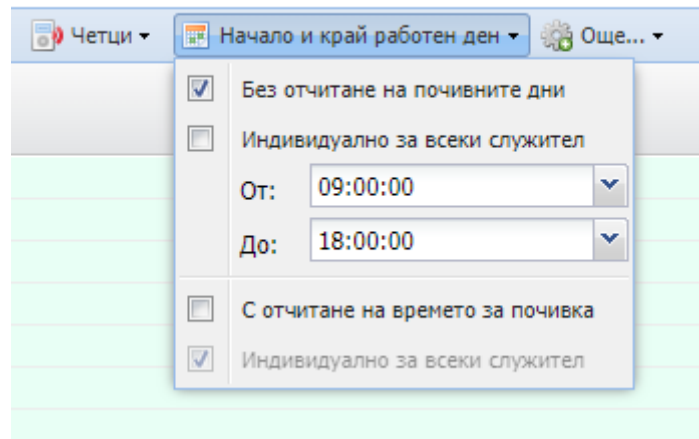 Четци Начало и край работен ден Още...
Без отчитане на почивните дни
Индивидуално за всеки служител
От: 09:00:00
До: 18:00:00
С отчитане на времето за почивка
Индивидуално за всеки служител